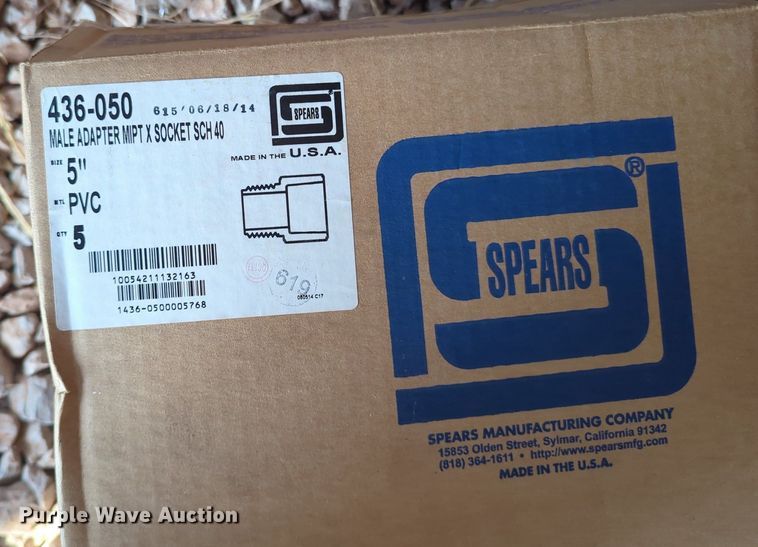 436-050 615/06/18/14
MALE ADAPTER MIPT X SOCKET SCH 40
SPEARS
MADE IN THE U.S.A.
SIZE 5"
MTL PVC
QTY 5
10054211132163
1436-0500005768
619
050514 C17
®
SPEARS
SPEARS MANUFACTURING COMPANY
15853 Olden Street, Sylmar, California 91342
(818) 364-1611 • http://www.spearsmfg.com
MADE IN THE U.S.A.
Purple Wave Auction